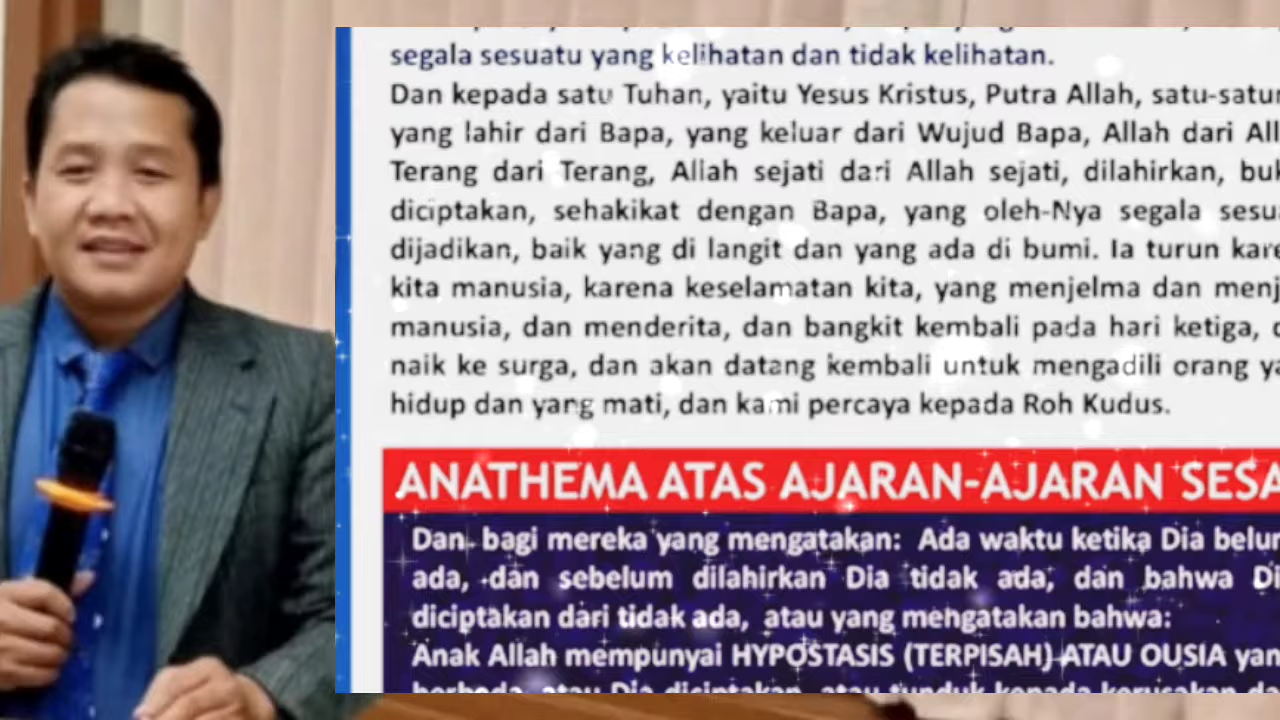 segala sesuatu yang kelihatan dan tidak kelihatan.
Dan kepada satu Tuhan, yaitu Yesus Kristus, Putra Allah,
yang lahir dari Bapa, yang keluar dari Wujud Bapa, Allah dari
Terang dari Terang, Allah sejati dari Allah sejati, dilahirkan,
diciptakan, sehakikat dengan Bapa, yang oleh-Nya segala
dijadikan, baik yang di langit dan yang ada di bumi. Ia turun
kita manusia, karena keselamatan kita, yang menjelma dan
manusia, dan menderita, dan bangkit kembali pada hari ketiga,
naik ke surga, dan akan datang kembali untuk mengadili orang
hidup dan yang mati, dan kami percaya kepada Roh Kudus.
ANATHEMA ATAS AJARAN-AJARAN
Dan bagi mereka yang mengatakan: Ada waktu ketika Dia
ada, dan sebelum dilahirkan Dia tidak ada, dan bahwa
diciptakan dari tidak ada, atau yang mengatakan bahwa:
Anak Allah mempunyai HYPOSTASIS (TERPISAH) ATAU OUSIA